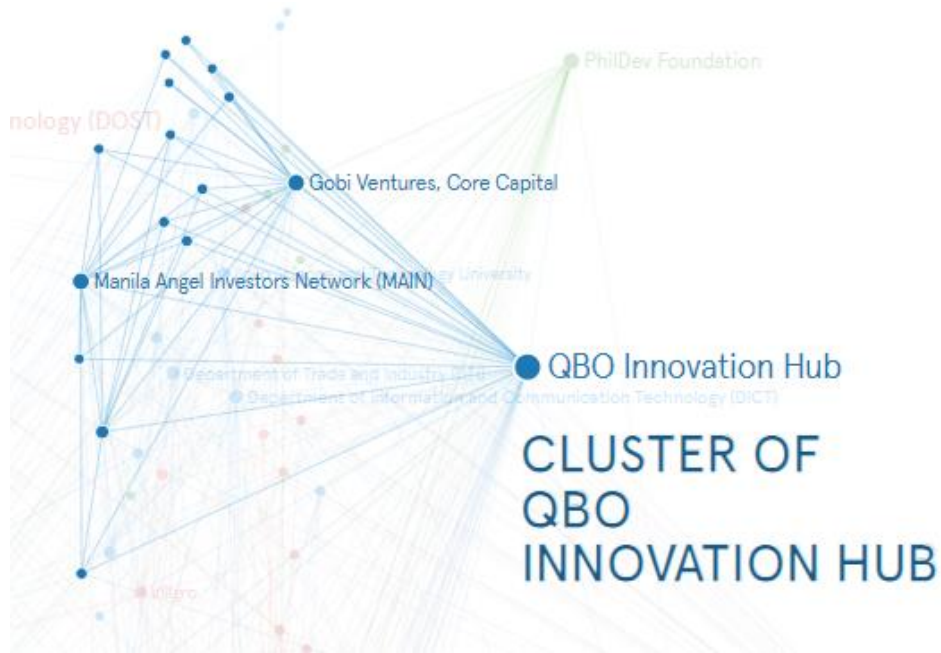 PhilDev Foundation
nology (DOST)
Gobi Ventures, Core Capital
University
Manila Angel Investors Network (MAIN)
QBO Innovation Hub
Department of Trade and Industry
Department of Information and Communication Technology (DICT)
CLUSTER OF
QBO
INNOVATION HUB